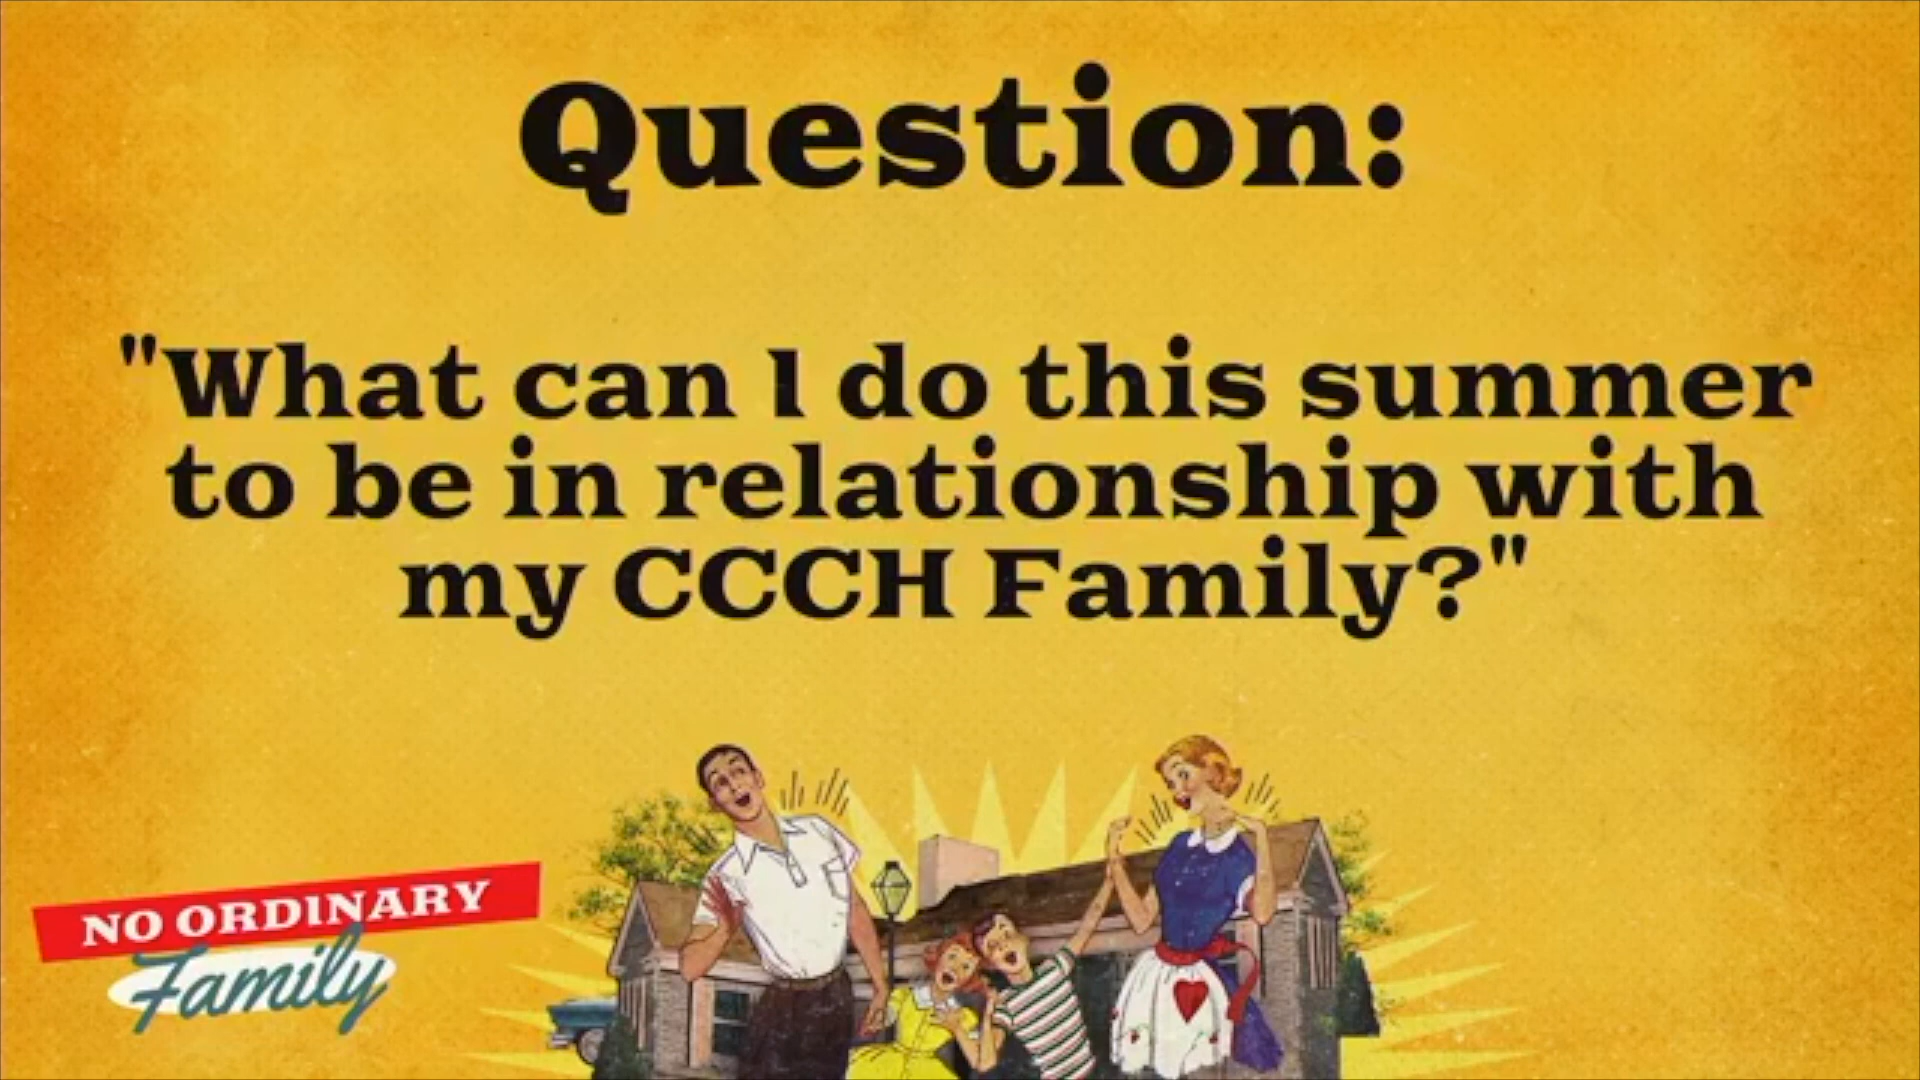 Question:
"What can I do this summer
to be in relationship with
my CCCH Family?"
NO ORDINARY
Family